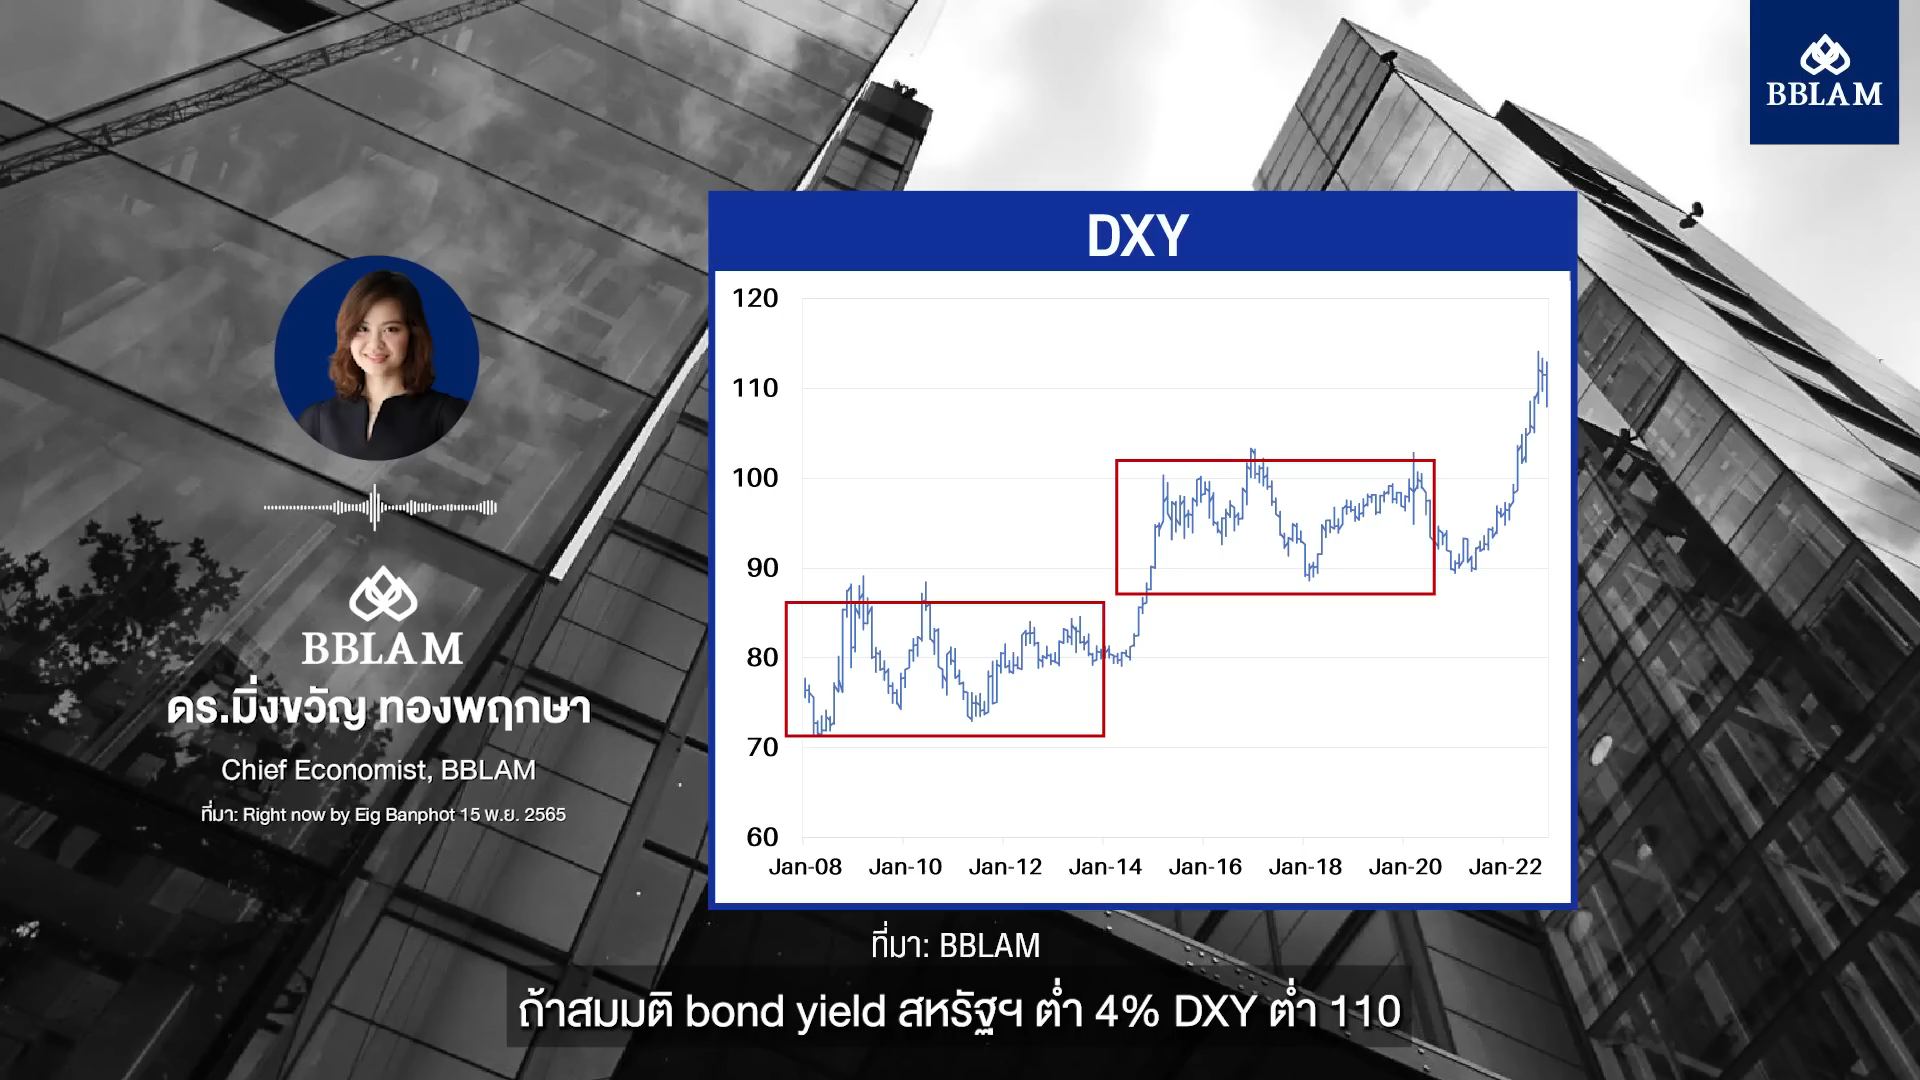 BBLAM
DXY
120
110
100
90
80
70
60
Jan-08 Jan-10 Jan-12 Jan-14 Jan-16 Jan-18 Jan-20 Jan-22
BBLAM
ดร.มิ่งขวัญ ทองพฤกษา
Chief Economist, BBLAM
ที่มา: Right now by Eig Banphot 15 พ.ย. 2565
ที่มา: BBLAM
ถ้าสมมติ bond yield สหรัฐฯ ต่ำ 4% DXY ต่ำ 110